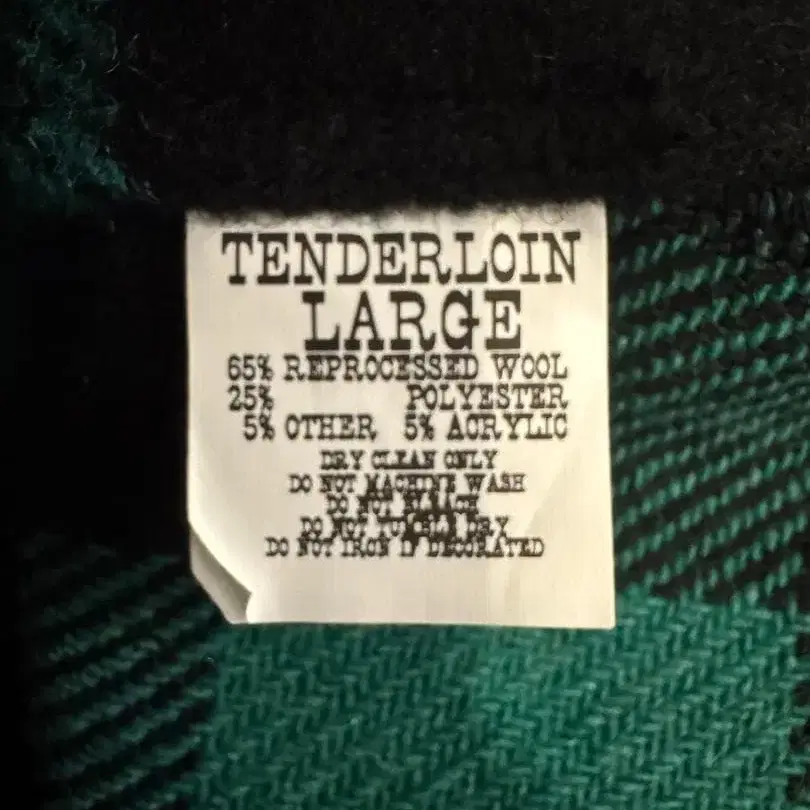 TENDERLOIN
LARGE
65% REPROCESSED WOOL
25% POLYESTER
5% OTHER 5% ACRYLIC
DRY CLEAN ONLY
DO NOT MACHINE WASH
DO NOT BLEACH
DO NOT TUMBLE DRY
DO NOT IRON IF DECORATED